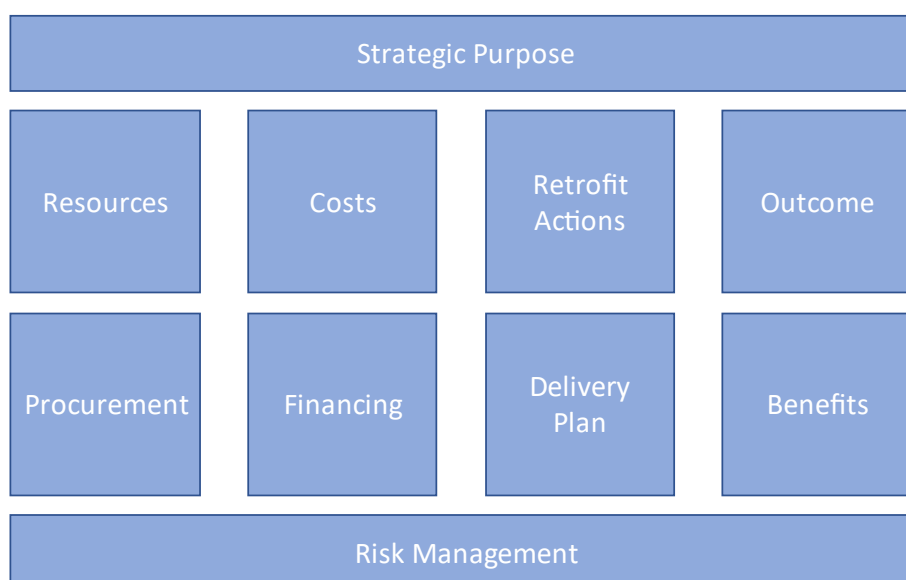 Strategic Purpose
Resources
Costs
Retrofit
Actions
Outcome
Procurement
Financing
Delivery
Plan
Benefits
Risk Management